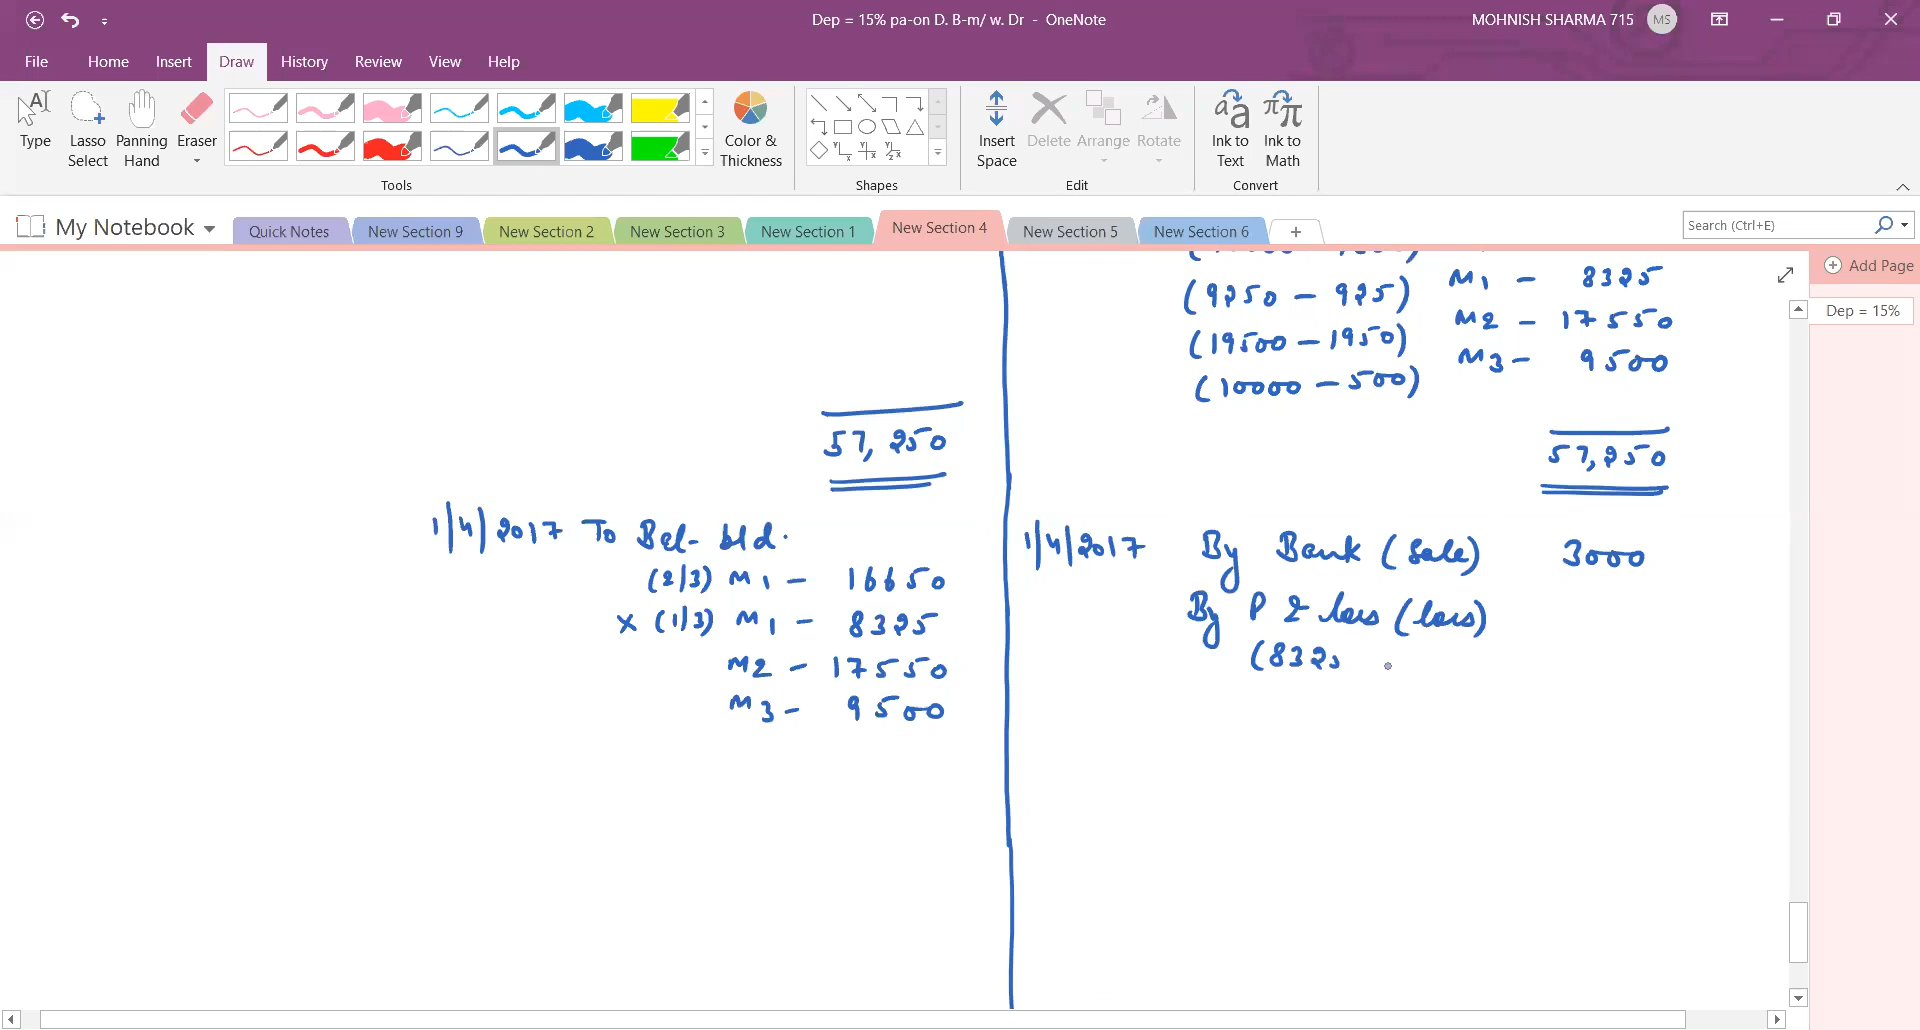 Dep = 15% pa-on D. B-m/ w. Dr - OneNote
MOHNISH SHARMA 715
MS
File Home Insert Draw History Review View Help
Type
Lasso Select
Panning Hand
Eraser
Color & Thickness
Insert Space
Delete
Arrange
Rotate
Ink to Text
Ink to Math
Tools
Shapes
Edit
Convert
My Notebook
Quick Notes
New Section 9
New Section 2
New Section 3
New Section 1
New Section 4
New Section 5
New Section 6
Search (Ctrl+E)
Add Page
Dep = 15%
M1 - 8325
(9250 - 925)
M2 - 17550
(19500 - 1950)
M3 - 9500
(10000 - 500)
57,250
57,250
1/4/2017 To Bal- bld.
(2/3) M1 - 16650
x (1/3) M1 - 8325
M2 - 17550
M3 - 9500
1/4/2017 By Bank (Sale) 3000
By P & loss (loss)
(8325